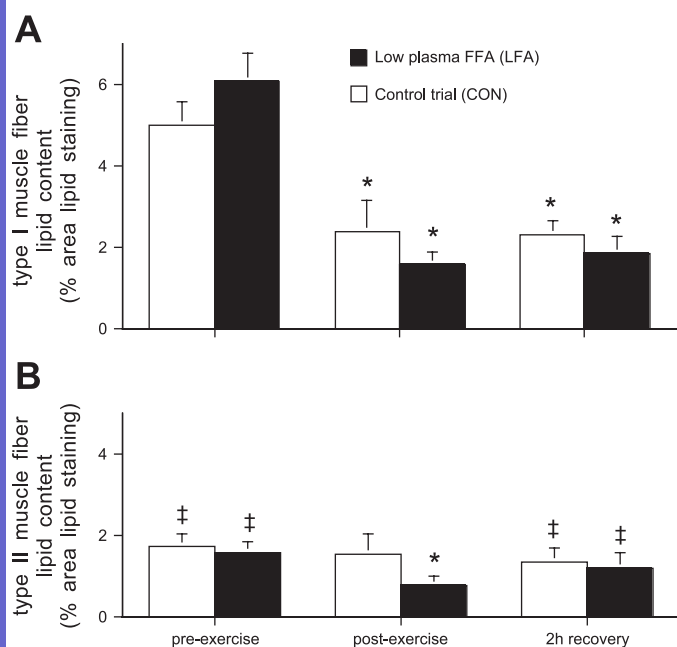 A
Low plasma FFA (LFA)
Control trial (CON)
type I muscle fiber
lipid content
(% area lipid staining)
6
4
2
0
*
*
*
*
B
type II muscle fiber
lipid content
(% area lipid staining)
4
2
0
‡
‡
*
‡
‡
pre-exercise
post-exercise
2h recovery